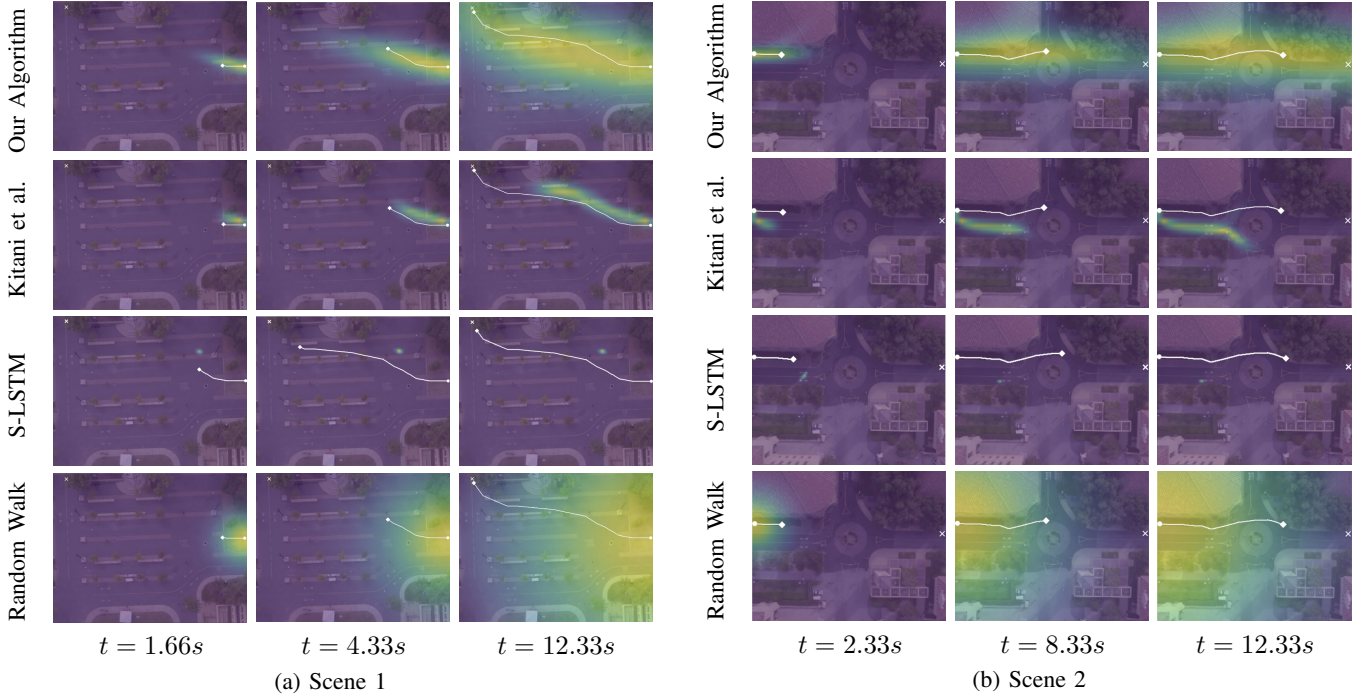 Our Algorithm
Kitani et al.
S-LSTM
Random Walk
t = 1.66s
t = 4.33s
t = 12.33s
(a) Scene 1
Our Algorithm
Kitani et al.
S-LSTM
Random Walk
t = 2.33s
t = 8.33s
t = 12.33s
(b) Scene 2